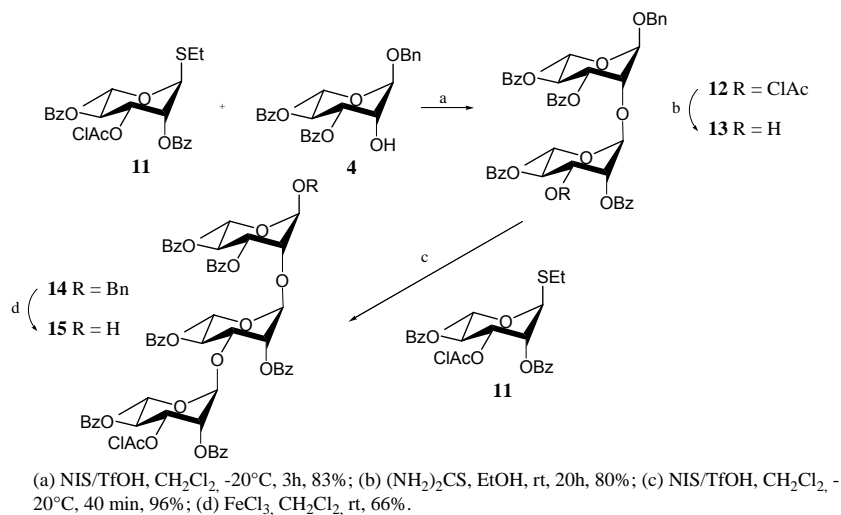 SEt
O
BzO
ClAcO
OBz
11
+
OBn
O
BzO
BzO
OH
4
a
OBn
O
BzO
BzO
O
O
BzO
OR
OBz
b
12 R = ClAc
13 R = H
OR
O
BzO
BzO
O
O
BzO
O
OBz
O
BzO
ClAcO
OBz
d
14 R = Bn
15 R = H
c
SEt
O
BzO
ClAcO
OBz
11
(a) NIS/TfOH, CH₂Cl₂, -20°C, 3h, 83%; (b) (NH₂)₂CS, EtOH, rt, 20h, 80%; (c) NIS/TfOH, CH₂Cl₂, -
20°C, 40 min, 96%; (d) FeCl₃, CH₂Cl₂, rt, 66%.